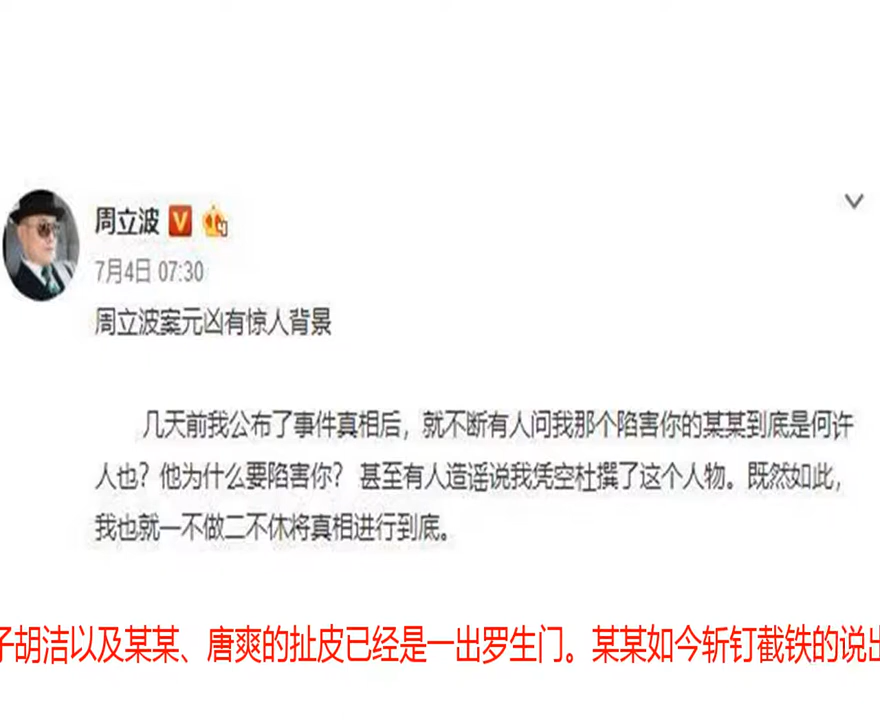 周立波
7月4日 07:30
周立波案元凶有惊人背景
几天前我公布了事件真相后，就不断有人问我那个陷害你的某某到底是何许
人也？他为什么要陷害你？ 甚至有人造谣说我凭空杜撰了这个人物。既然如此，
我也就一不做二不休将真相进行到底。
子胡洁以及某某、唐爽的扯皮已经是一出罗生门。某某如今斩钉截铁的说出